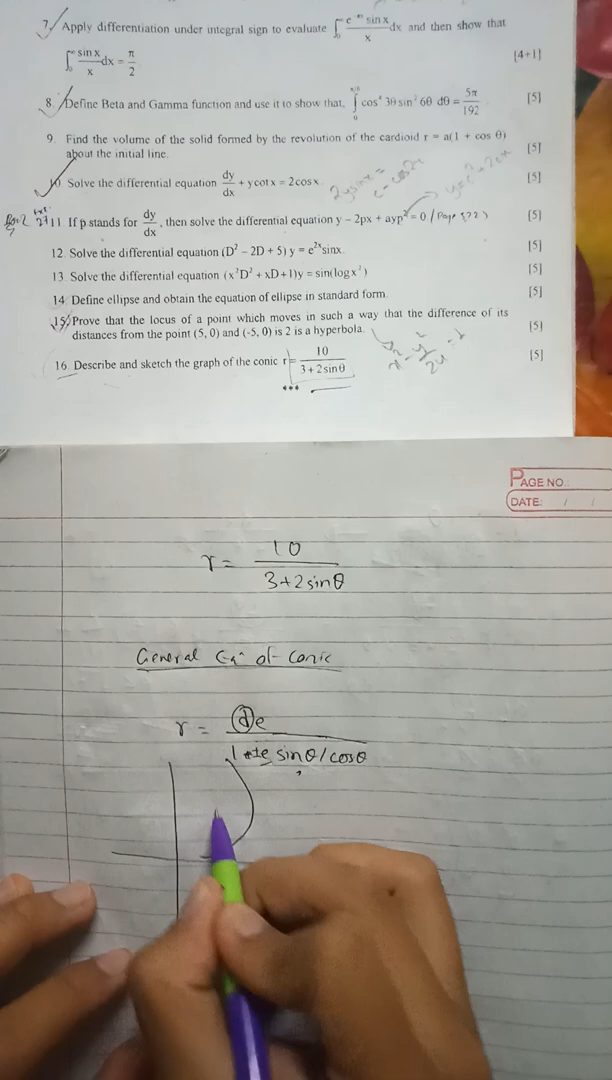 7. Apply differentiation under integral sign to evaluate ∫₀^∞ e⁻ sin x / x dx and then show that
∫₀^∞ sin x / x dx = π/2 [4+1]
8. Define Beta and Gamma function and use it to show that, ∫₀ cos⁴ 3θ sin² 6θ dθ = 5π/192 [5]
9. Find the volume of the solid formed by the revolution of the cardioid r = a(1 + cos θ)
about the initial line. [5]
10. Solve the differential equation dy/dx + y cot x = 2cos x. [5]
11. If p stands for dy/dx, then solve the differential equation y − 2px + ayp² = 0 [5]
12. Solve the differential equation (D² − 2D + 5) y = e²ˣ sinx. [5]
13. Solve the differential equation (x²D² + xD + 1)y = sin(log x²) [5]
14. Define ellipse and obtain the equation of ellipse in standard form. [5]
15. Prove that the locus of a point which moves in such a way that the difference of its
distances from the point (5, 0) and (-5, 0) is 2 is a hyperbola. [5]
16. Describe and sketch the graph of the conic r = 10 / (3 + 2 sin θ) [5]
PAGE NO.:
DATE: / /
r = 10 / (3+2 sinθ)
General Eqⁿ of conic
r = de / (1 ± e sinθ/cosθ)